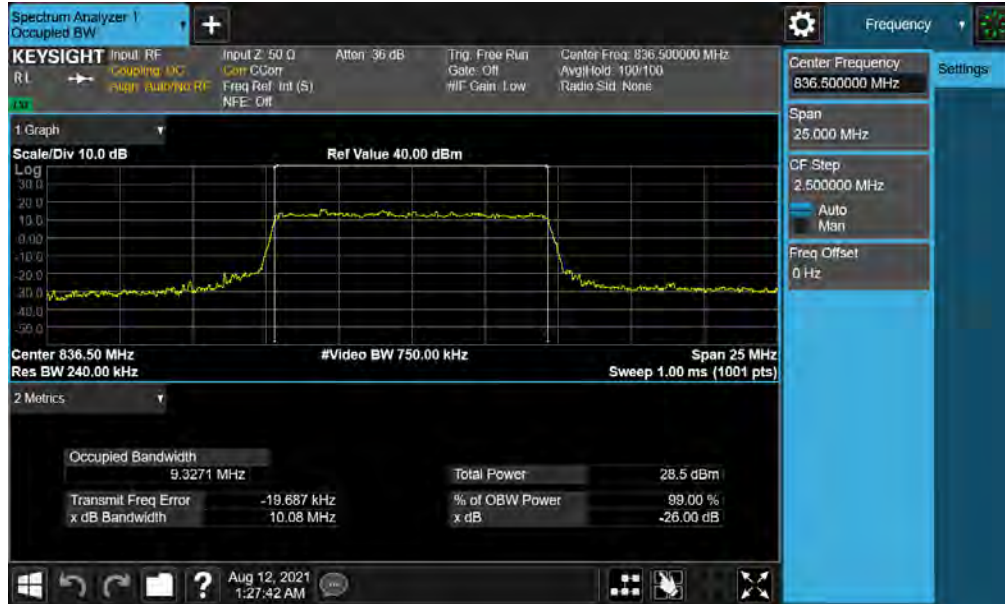 Spectrum Analyzer 1
Occupied BW
+
Frequency
KEYSIGHT Input: RF Input Z: 50 Ω Atten: 36 dB Trig: Free Run Center Freq: 836.500000 MHz
RL Coupling: DC Corr CCorr Gate: Off Avg|Hold: 100/100
Align: Auto/No RF Freq Ref: Int (S) #IF Gain: Low Radio Std: None
NFE: Off
Center Frequency
836.500000 MHz
Settings
Span
25.000 MHz
CF Step
2.500000 MHz
Auto
Man
Freq Offset
0 Hz
1 Graph
Scale/Div 10.0 dB Ref Value 40.00 dBm
Log
30.0
20.0
10.0
0.00
-10.0
-20.0
-30.0
-40.0
-50.0
Center 836.50 MHz #Video BW 750.00 kHz Span 25 MHz
Res BW 240.00 kHz Sweep 1.00 ms (1001 pts)
2 Metrics
Occupied Bandwidth
9.3271 MHz
Total Power 28.5 dBm
Transmit Freq Error -19.687 kHz % of OBW Power 99.00 %
x dB Bandwidth 10.08 MHz x dB -26.00 dB
? Aug 12, 2021
1:27:42 AM